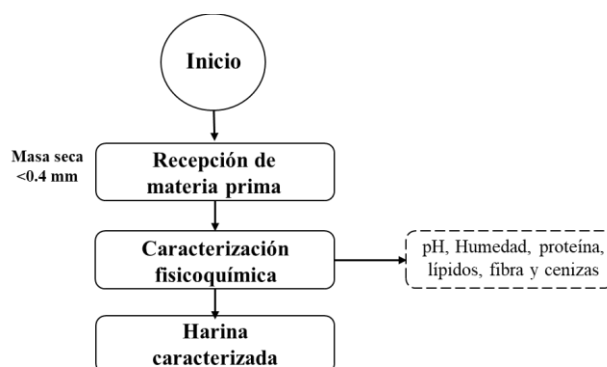 Inicio
Masa seca
<0.4 mm
Recepción de
materia prima
Caracterización
fisicoquímica
pH, Humedad, proteína,
lípidos, fibra y cenizas
Harina
caracterizada